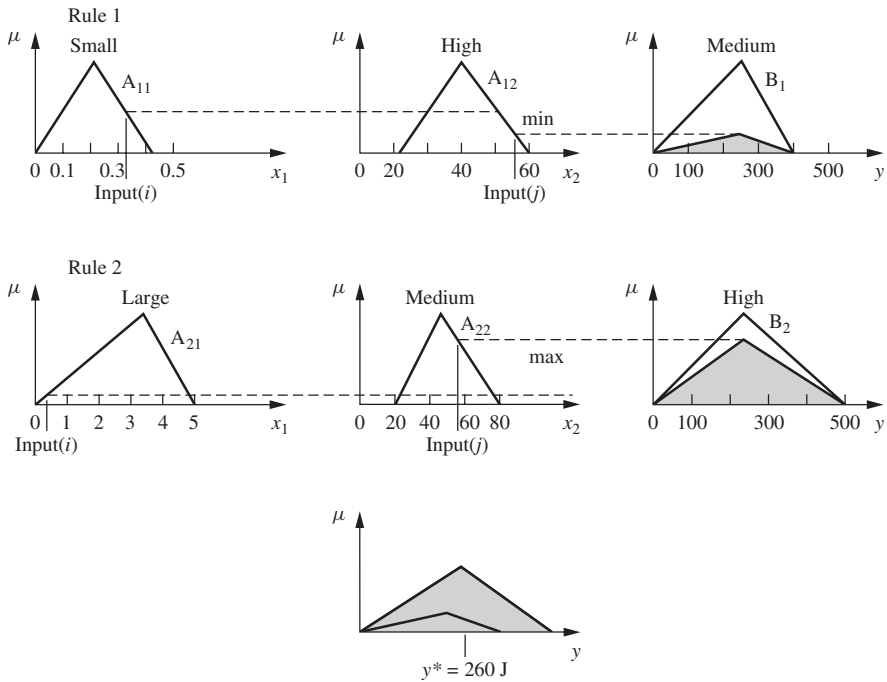 Rule 1
μ μ μ
Small High Medium
A11 A12 B1
min
0 0.1 0.3 0.5 x1 20 40 60 x2 0 100 300 500 y
Input(i) Input(j)
Rule 2
μ μ μ
Large Medium High
A21 A22 B2
max
0 1 2 3 4 5 x1 20 40 60 80 x2 0 100 300 500 y
Input(i) Input(j)
μ
y
y* = 260 J